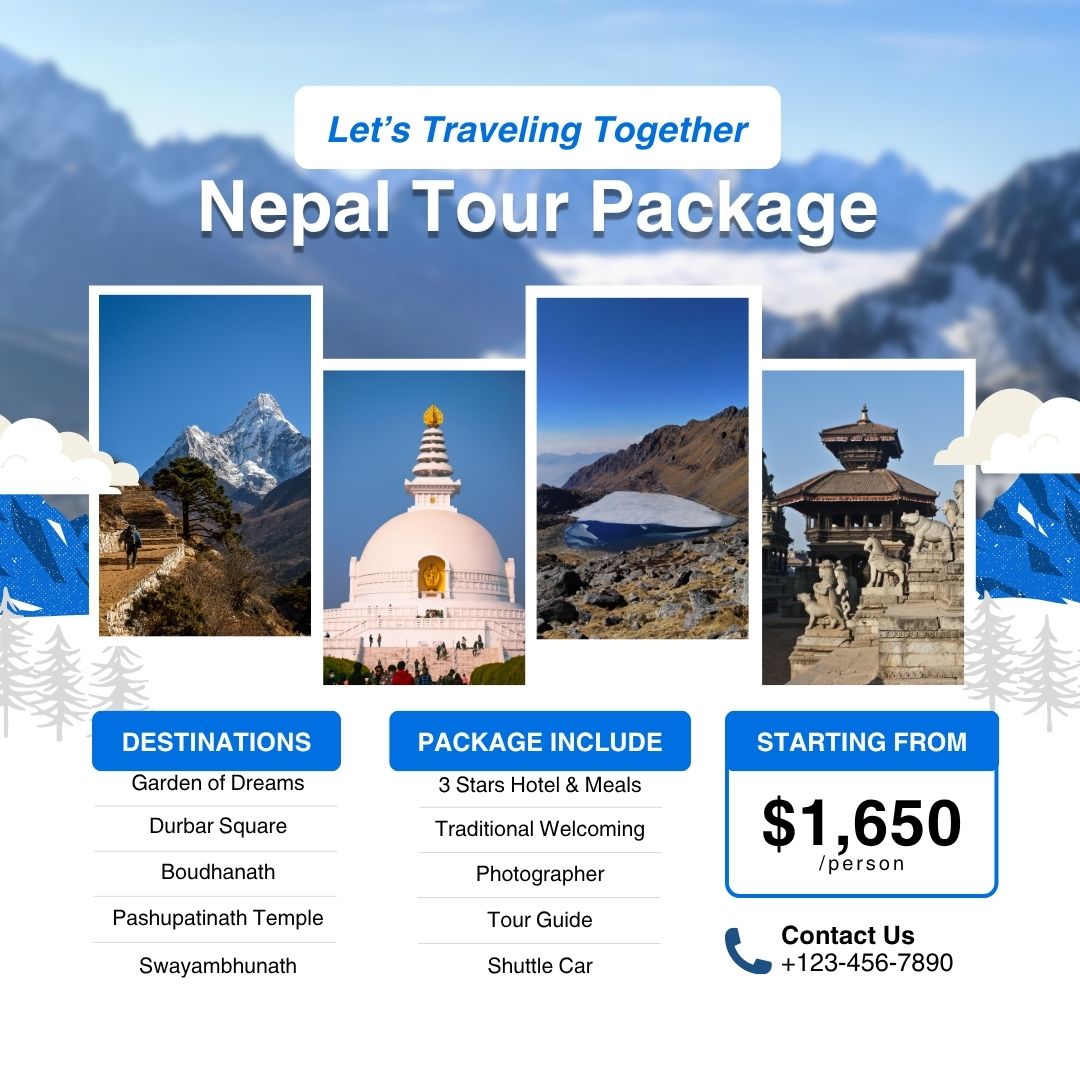 Let’s Traveling Together
Nepal Tour Package
DESTINATIONS
Garden of Dreams
Durbar Square
Boudhanath
Pashupatinath Temple
Swayambhunath
PACKAGE INCLUDE
3 Stars Hotel & Meals
Traditional Welcoming
Photographer
Tour Guide
Shuttle Car
STARTING FROM
$1,650
/person
Contact Us
+123-456-7890